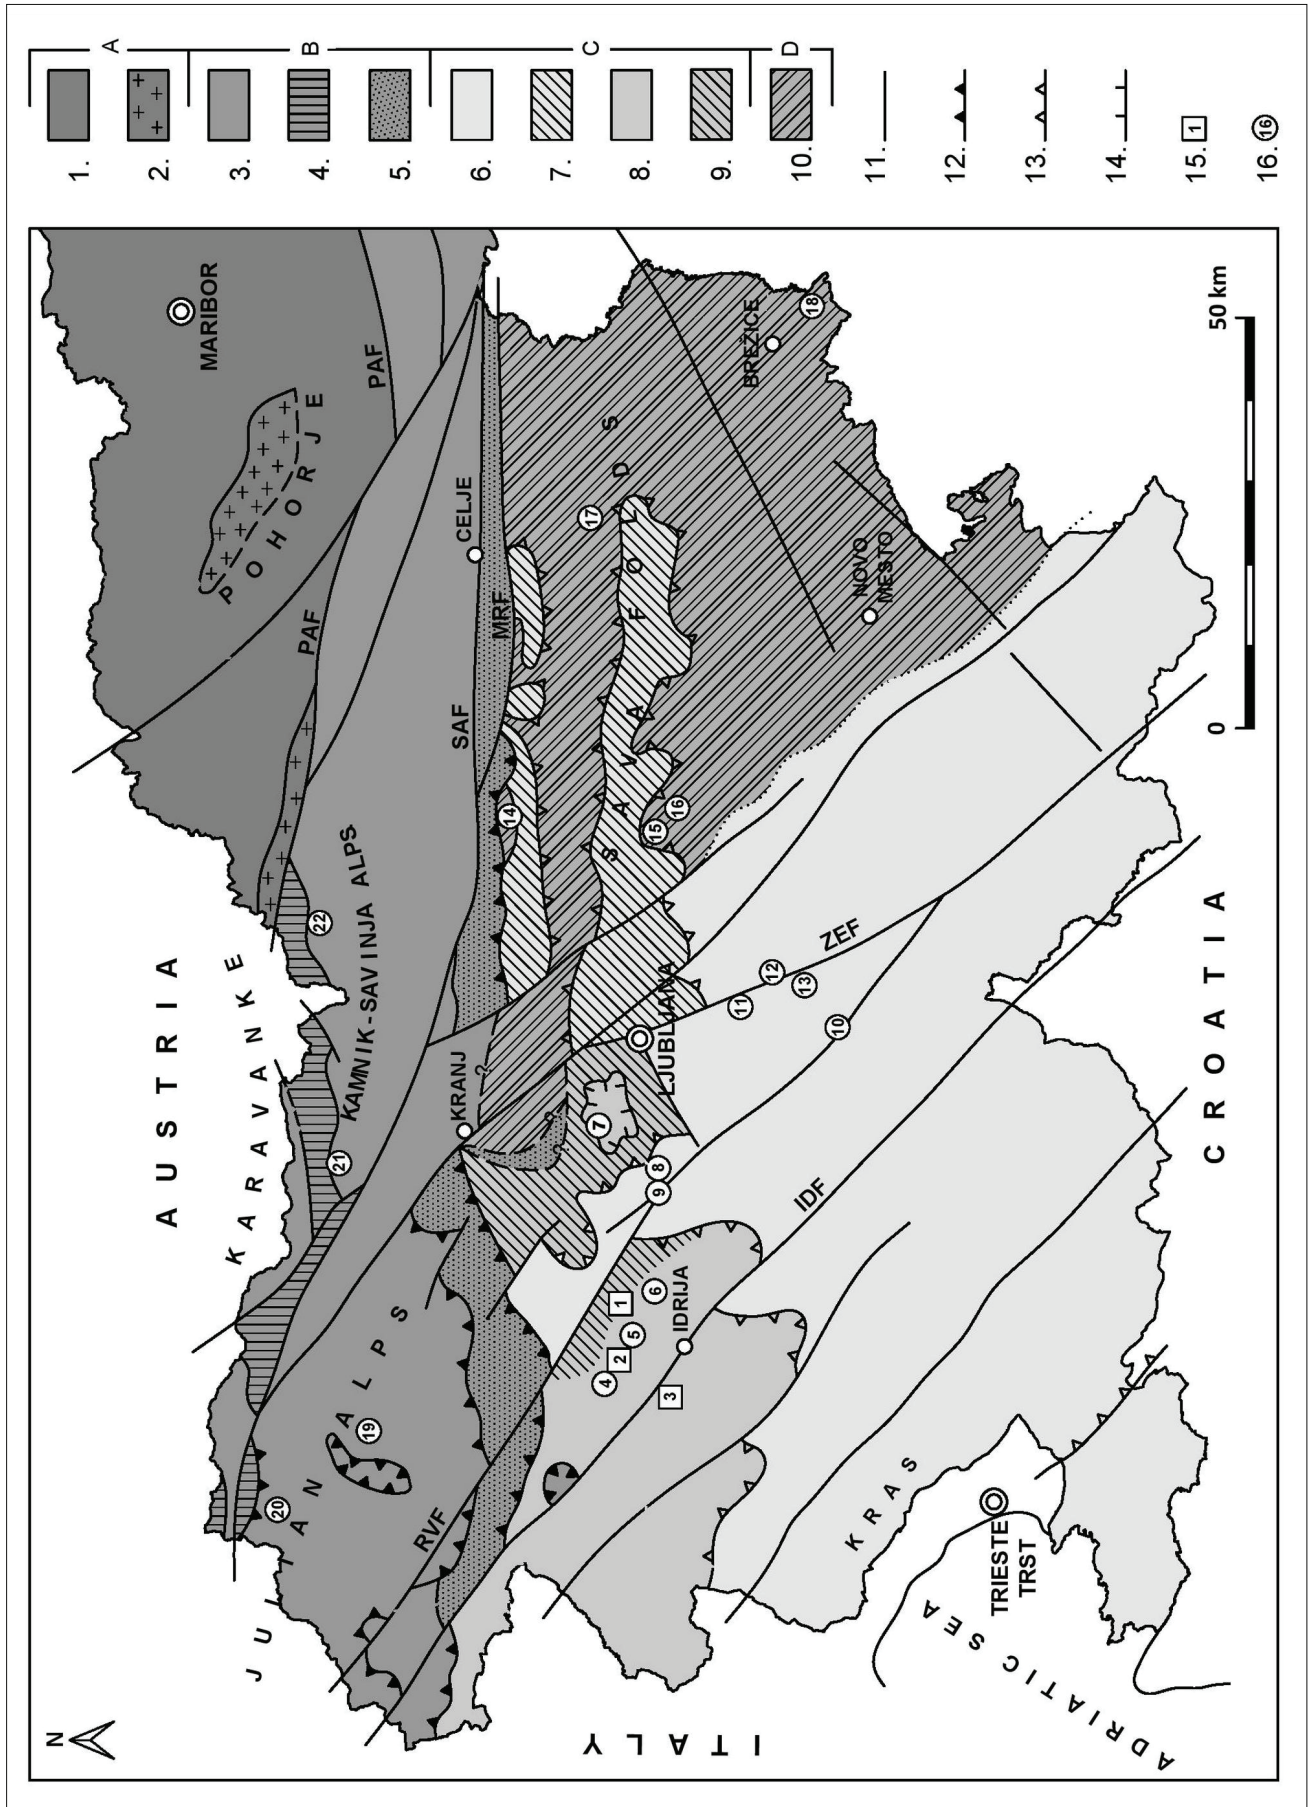 N
AUSTRIA
KARAVANKE
JULIAN ALPS
KAMNIK-SAVINJA ALPS
POHORJE
MARIBOR
PAF
PAF
SAF
CELJE
MRF
KRANJ
RVF
SAVA FOLDS
LJUBLJANA
IDRIJA
ZEF
IDF
NOVO
MESTO
BREŽICE
KRAS
TRIESTE
TRST
ADRIATIC SEA
ITALY
CROATIA
0
50 km
1
2
3
4
5
6
7
8
9
10
11
12
13
14
15
16
17
18
19
20
21
22
?
?
?
1.
2.
3.
4.
5.
6.
7.
8.
9.
10.
11.
12.
13.
14.
15. 1
16. 16
A
B
C
D